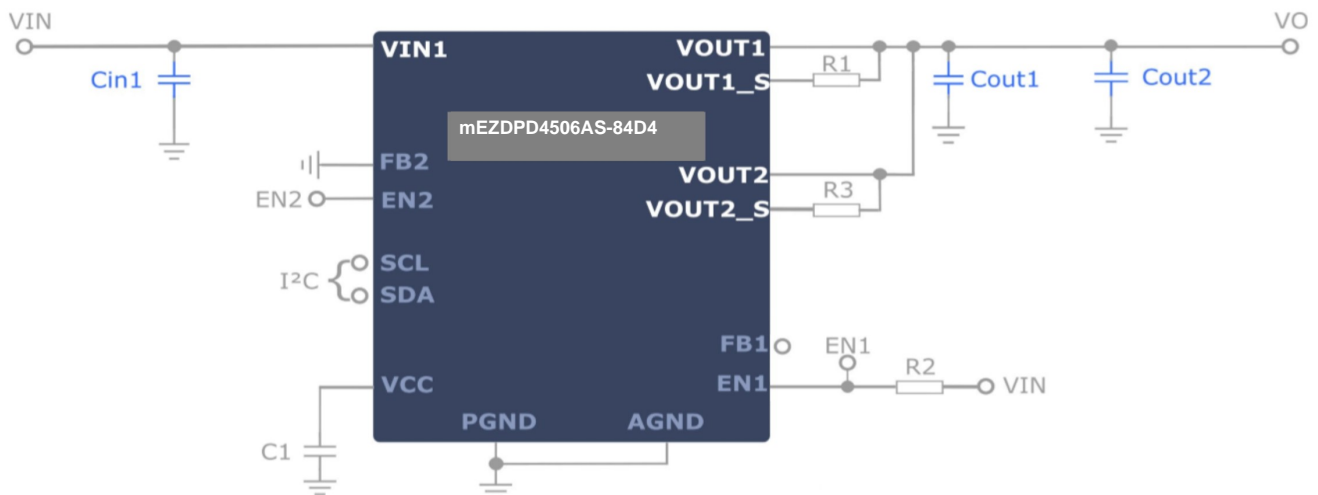 VIN
VO
VIN1
VOUT1
R1
Cin1
VOUT1_S
Cout1
Cout2
mEZDPD4506AS-84D4
FB2
VOUT2
EN2
EN2
R3
VOUT2_S
SCL
I²C
SDA
FB1
EN1
VCC
EN1
R2
VIN
PGND
AGND
C1